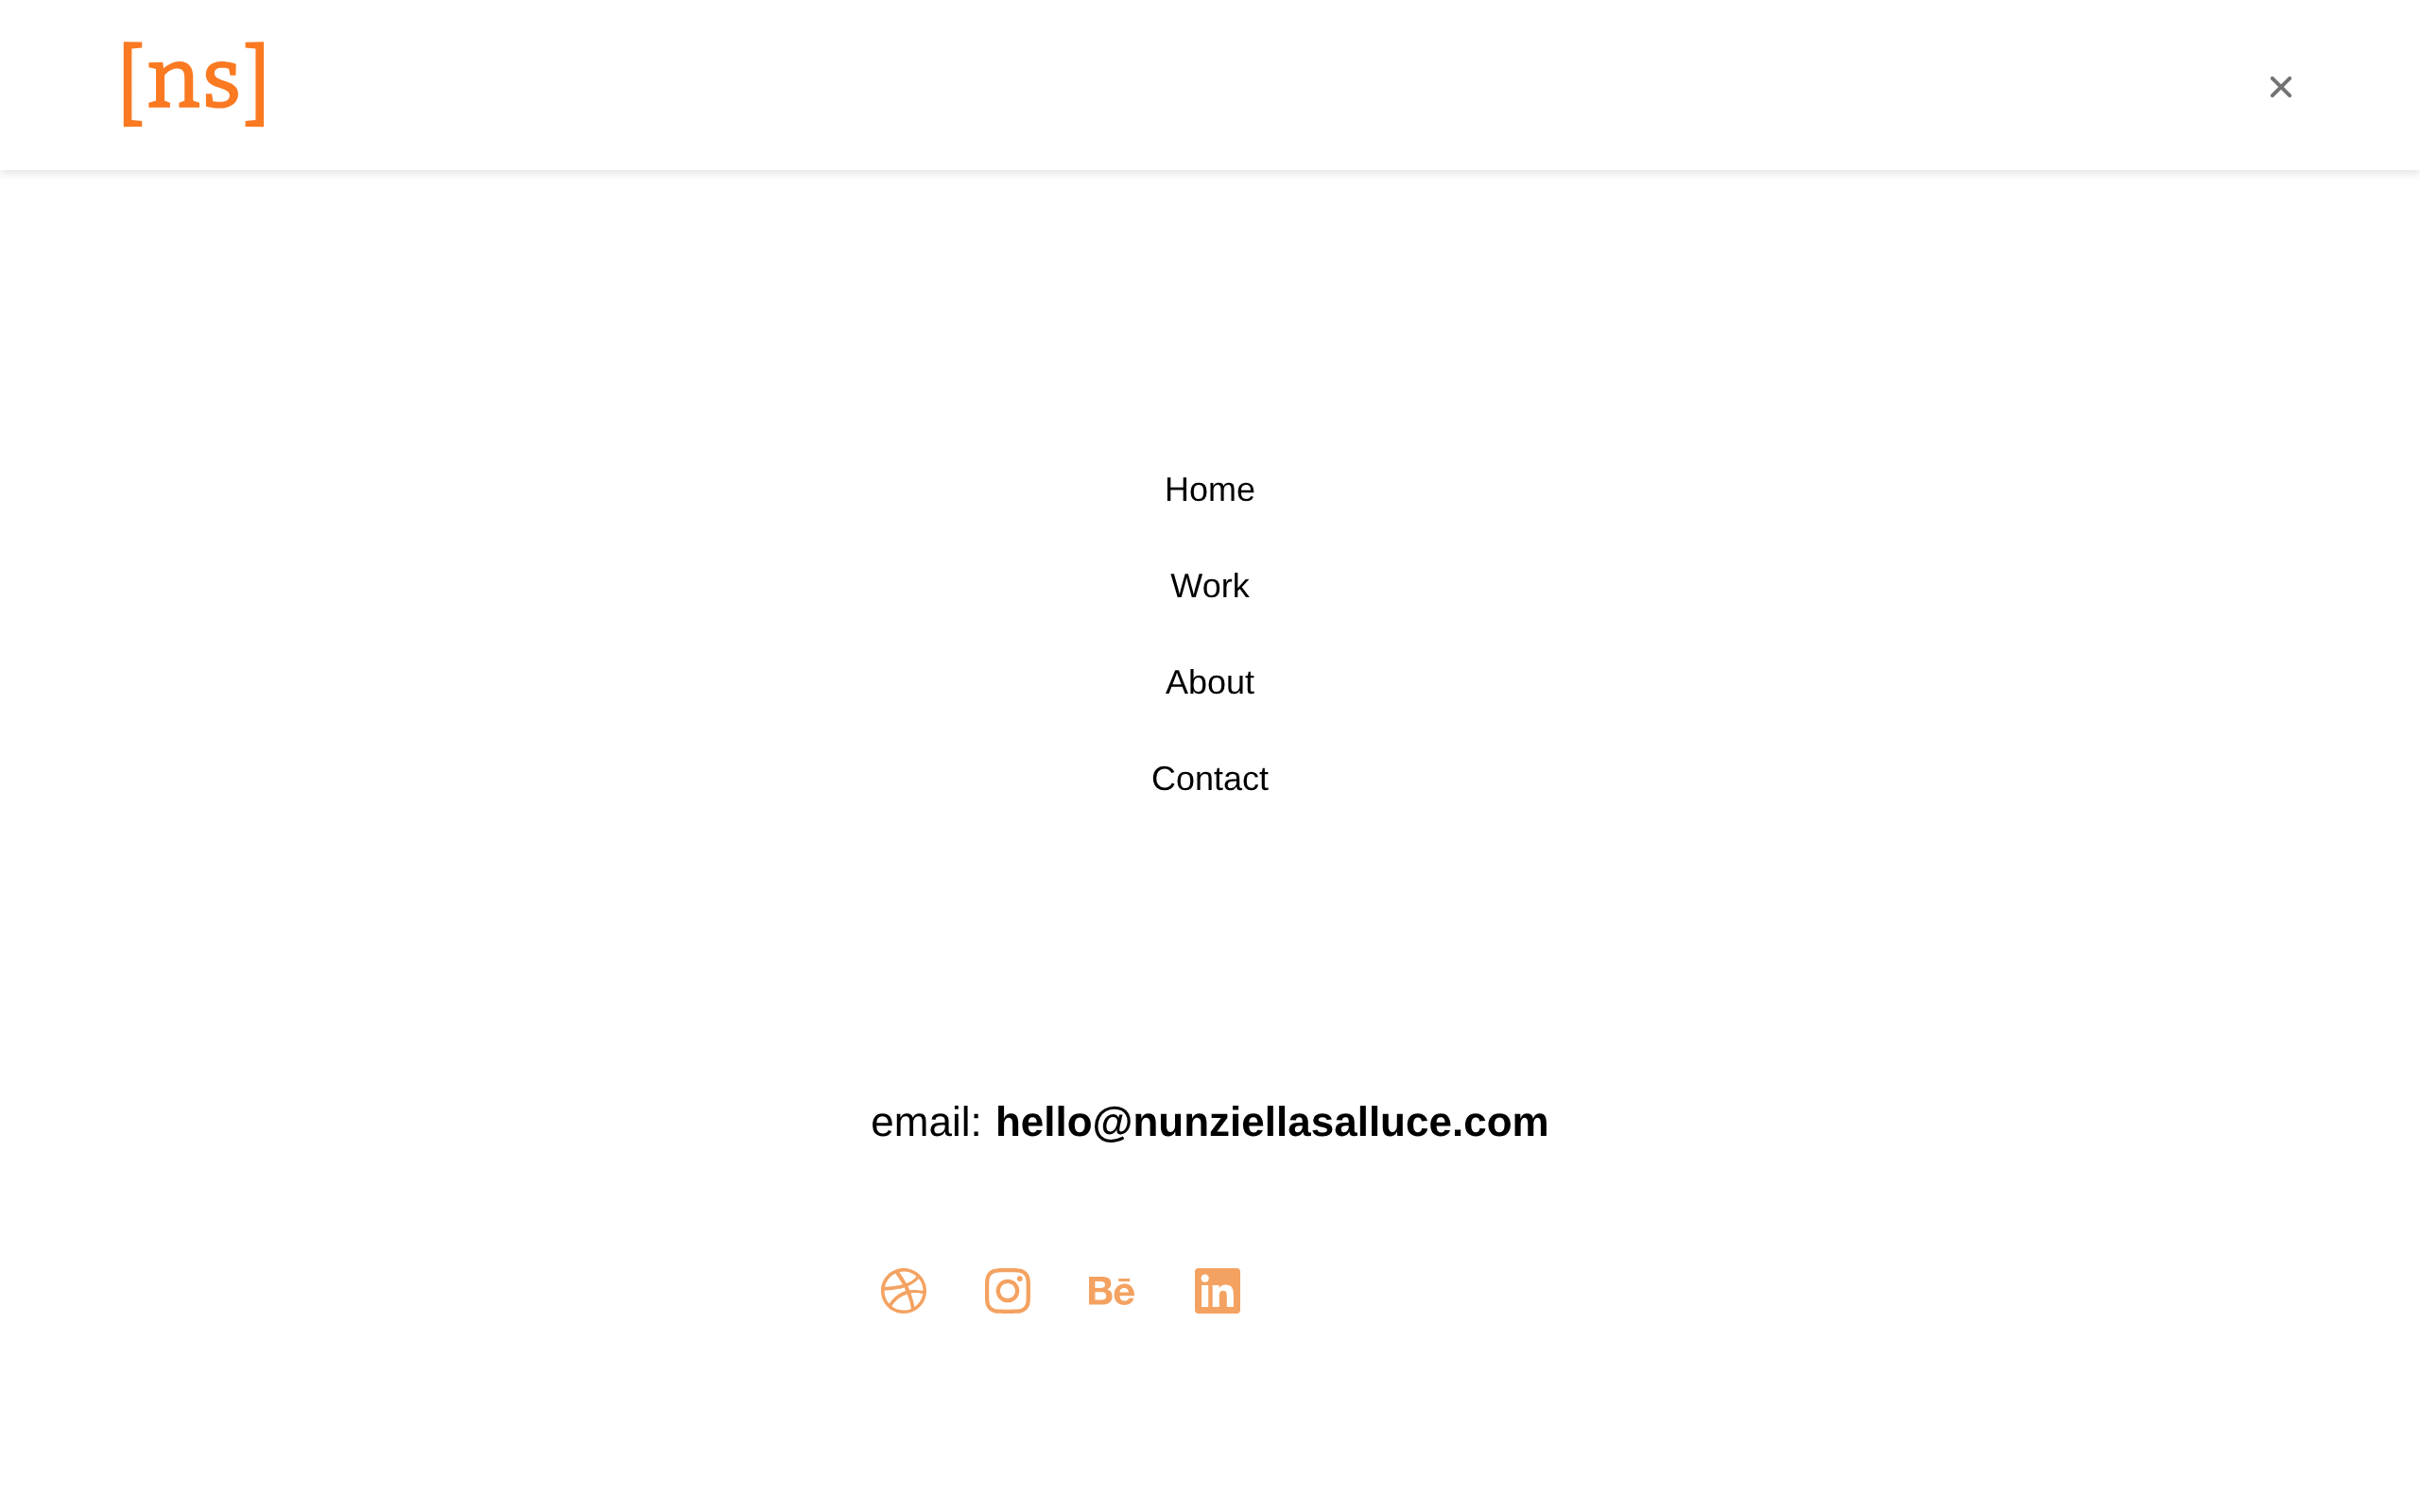 [ns]
Home
Work
About
Contact
email: hello@nunziellasalluce.com
Bē in